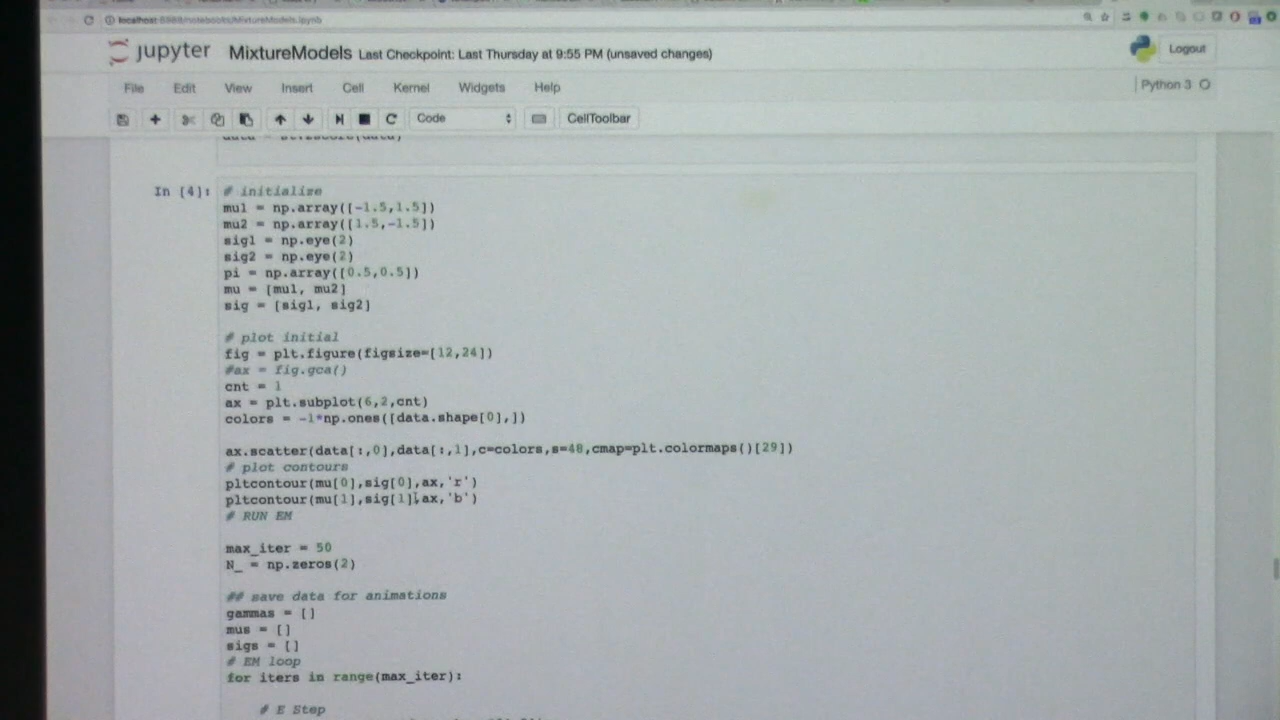 localhost:8888/notebooks/MixtureModels.ipynb
jupyter MixtureModels Last Checkpoint: Last Thursday at 9:55 PM (unsaved changes)
Logout
File Edit View Insert Cell Kernel Widgets Help
Python 3
Code CellToolbar
In [4]: # initialize
mu1 = np.array([-1.5,1.5])
mu2 = np.array([1.5,-1.5])
sig1 = np.eye(2)
sig2 = np.eye(2)
pi = np.array([0.5,0.5])
mu = [mu1, mu2]
sig = [sig1, sig2]
# plot initial
fig = plt.figure(figsize=[12,24])
#ax = fig.gca()
cnt = 1
ax = plt.subplot(6,2,cnt)
colors = -1*np.ones([data.shape[0],])
ax.scatter(data[:,0],data[:,1],c=colors,s=48,cmap=plt.colormaps()[29])
# plot contours
pltcontour(mu[0],sig[0],ax,'r')
pltcontour(mu[1],sig[1],ax,'b')
# RUN EM
max_iter = 50
N_ = np.zeros(2)
## save data for animations
gammas = []
mus = []
sigs = []
# EM loop
for iters in range(max_iter):
# E Step